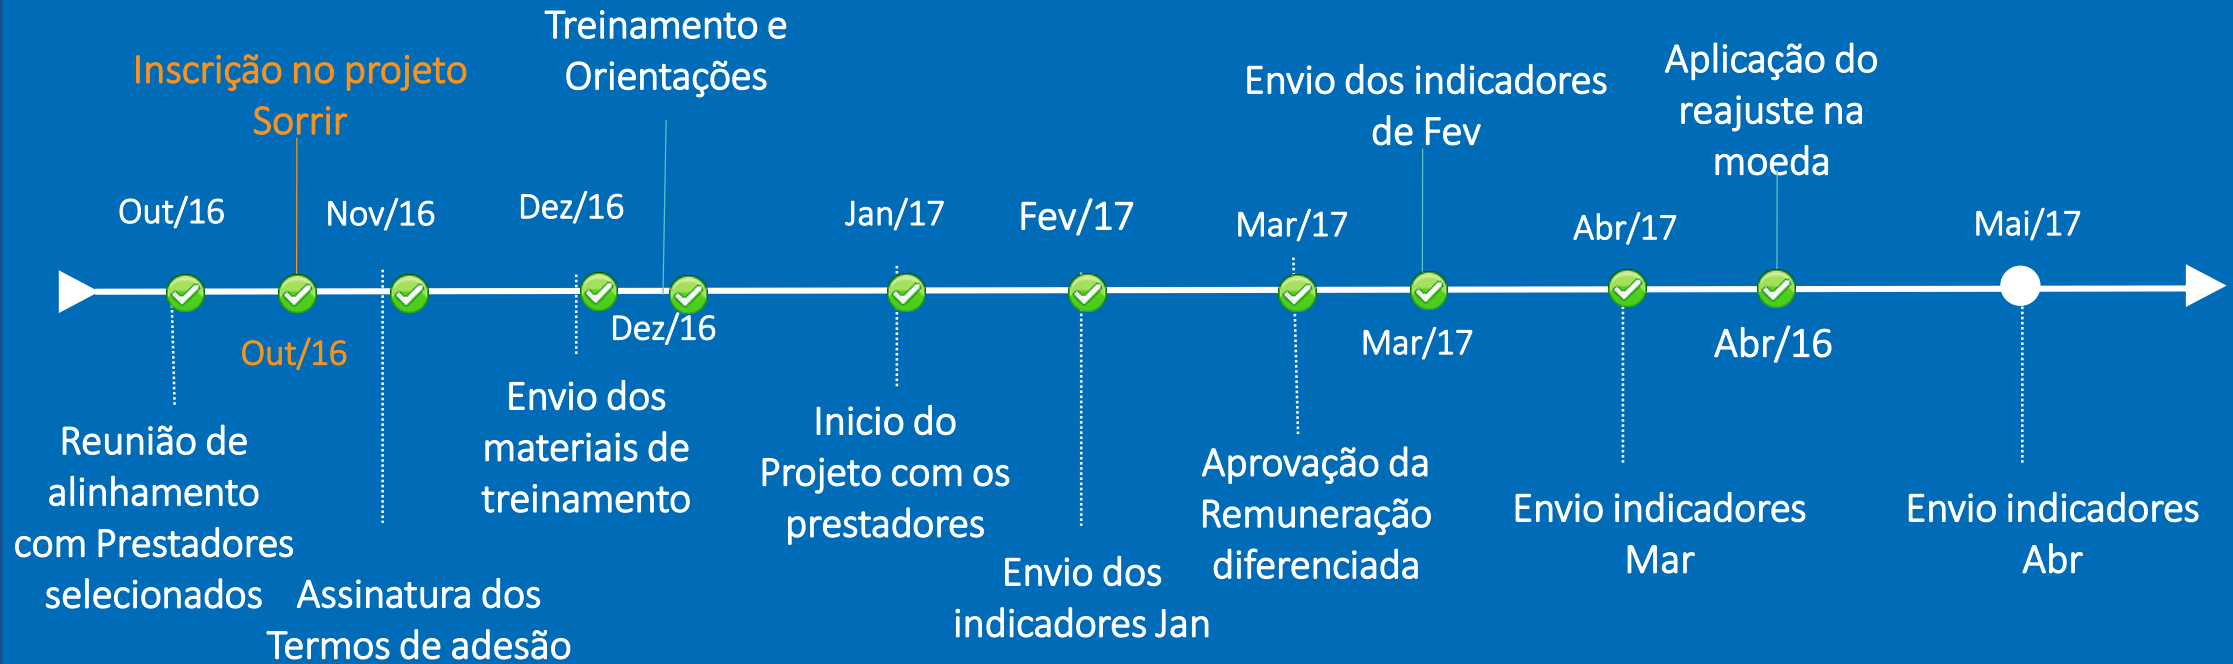 Treinamento e
Orientações
Inscrição no projeto
Sorrir
Envio dos indicadores
de Fev
Aplicação do
reajuste na
moeda
Out/16
Nov/16
Dez/16
Jan/17
Fev/17
Mar/17
Abr/17
Mai/17
Out/16
Dez/16
Mar/17
Abr/16
Reunião de
alinhamento
com Prestadores
selecionados
Assinatura dos
Termos de adesão
Envio dos
materiais de
treinamento
Inicio do
Projeto com os
prestadores
Envio dos
indicadores Jan
Aprovação da
Remuneração
diferenciada
Envio indicadores
Mar
Envio indicadores
Abr